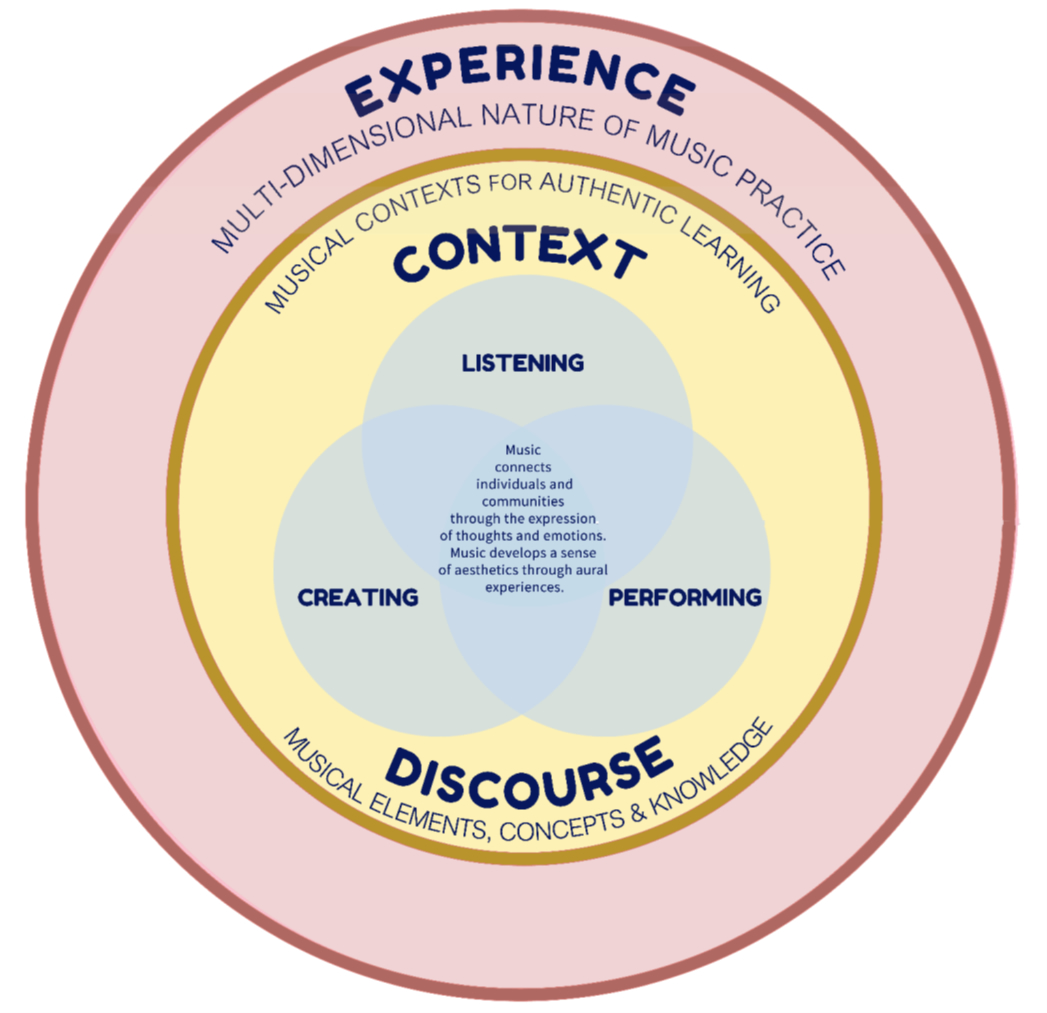 EXPERIENCE
MULTI-DIMENSIONAL NATURE OF MUSIC PRACTICE
MUSICAL CONTEXTS FOR AUTHENTIC LEARNING
CONTEXT
LISTENING
Music
connects
individuals and
communities
through the expression
of thoughts and emotions.
Music develops a sense
of aesthetics through aural
experiences.
CREATING
PERFORMING
DISCOURSE
MUSICAL ELEMENTS, CONCEPTS & KNOWLEDGE